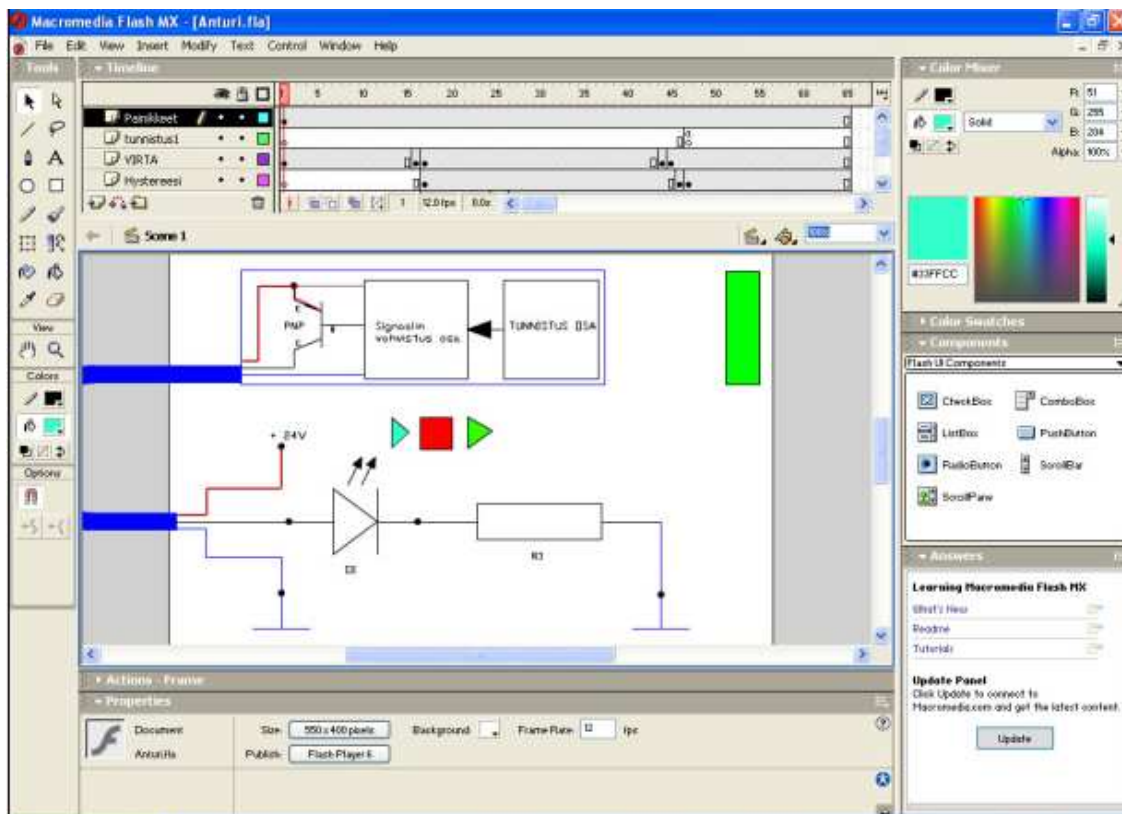 Macromedia Flash MX - [Anturi.fla]
File Edit View Insert Modify Text Control Window Help
Tools
Timeline
1 5 10 15 20 25 30 35 40 45 50 55 60 65
Painikkeet
tunnistus1
VIRTA
Hystereesi
1 12.0 fps 0.0s
Scene 1
100%
View
Colors
Options
PNP
E
Signaalin
VAHVISTUS OSA
TUNNISTUS OSA
+ 24V
R1
Actions - Frame
Properties
Document
Anturi.fla
Size: 550 x 400 pixels
Background:
Frame Rate: 12 fps
Publish: Flash Player 6
Color Mixer
R: 51
G: 255
B: 204
Alpha: 100%
Solid
#33FFCC
Color Swatches
Components
Flash UI Components
CheckBox
ComboBox
ListBox
PushButton
RadioButton
ScrollBar
ScrollPane
Answers
Learning Macromedia Flash MX
What's New
Readme
Tutorials
Update Panel
Click Update to connect to
Macromedia.com and get the latest content.
Update